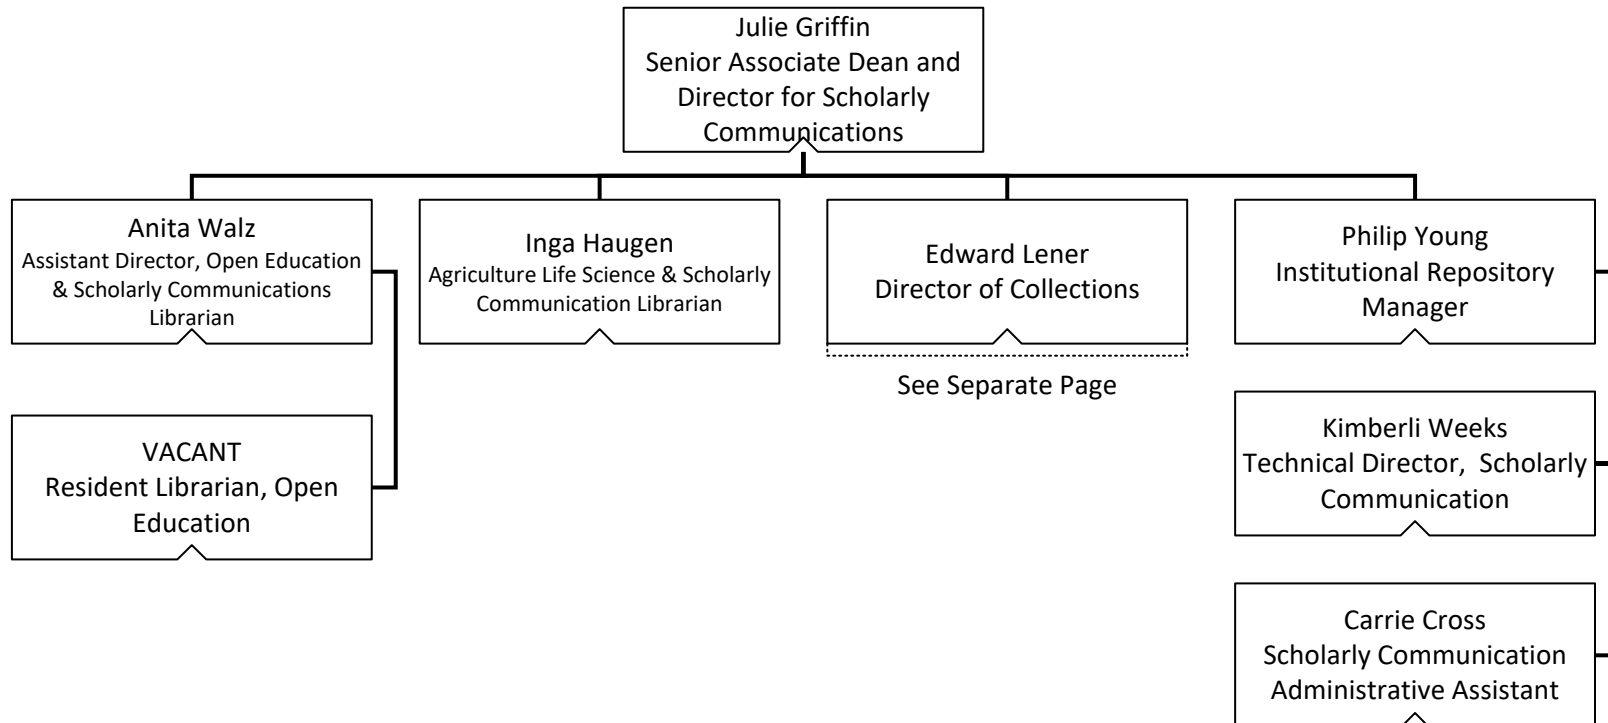 Julie Griffin
Senior Associate Dean and
Director for Scholarly
Communications
Anita Walz
Assistant Director, Open Education
& Scholarly Communications
Librarian
Inga Haugen
Agriculture Life Science & Scholarly
Communication Librarian
Edward Lener
Director of Collections
See Separate Page
Philip Young
Institutional Repository
Manager
VACANT
Resident Librarian, Open
Education
Kimberli Weeks
Technical Director,  Scholarly
Communication
Carrie Cross
Scholarly Communication
Administrative Assistant